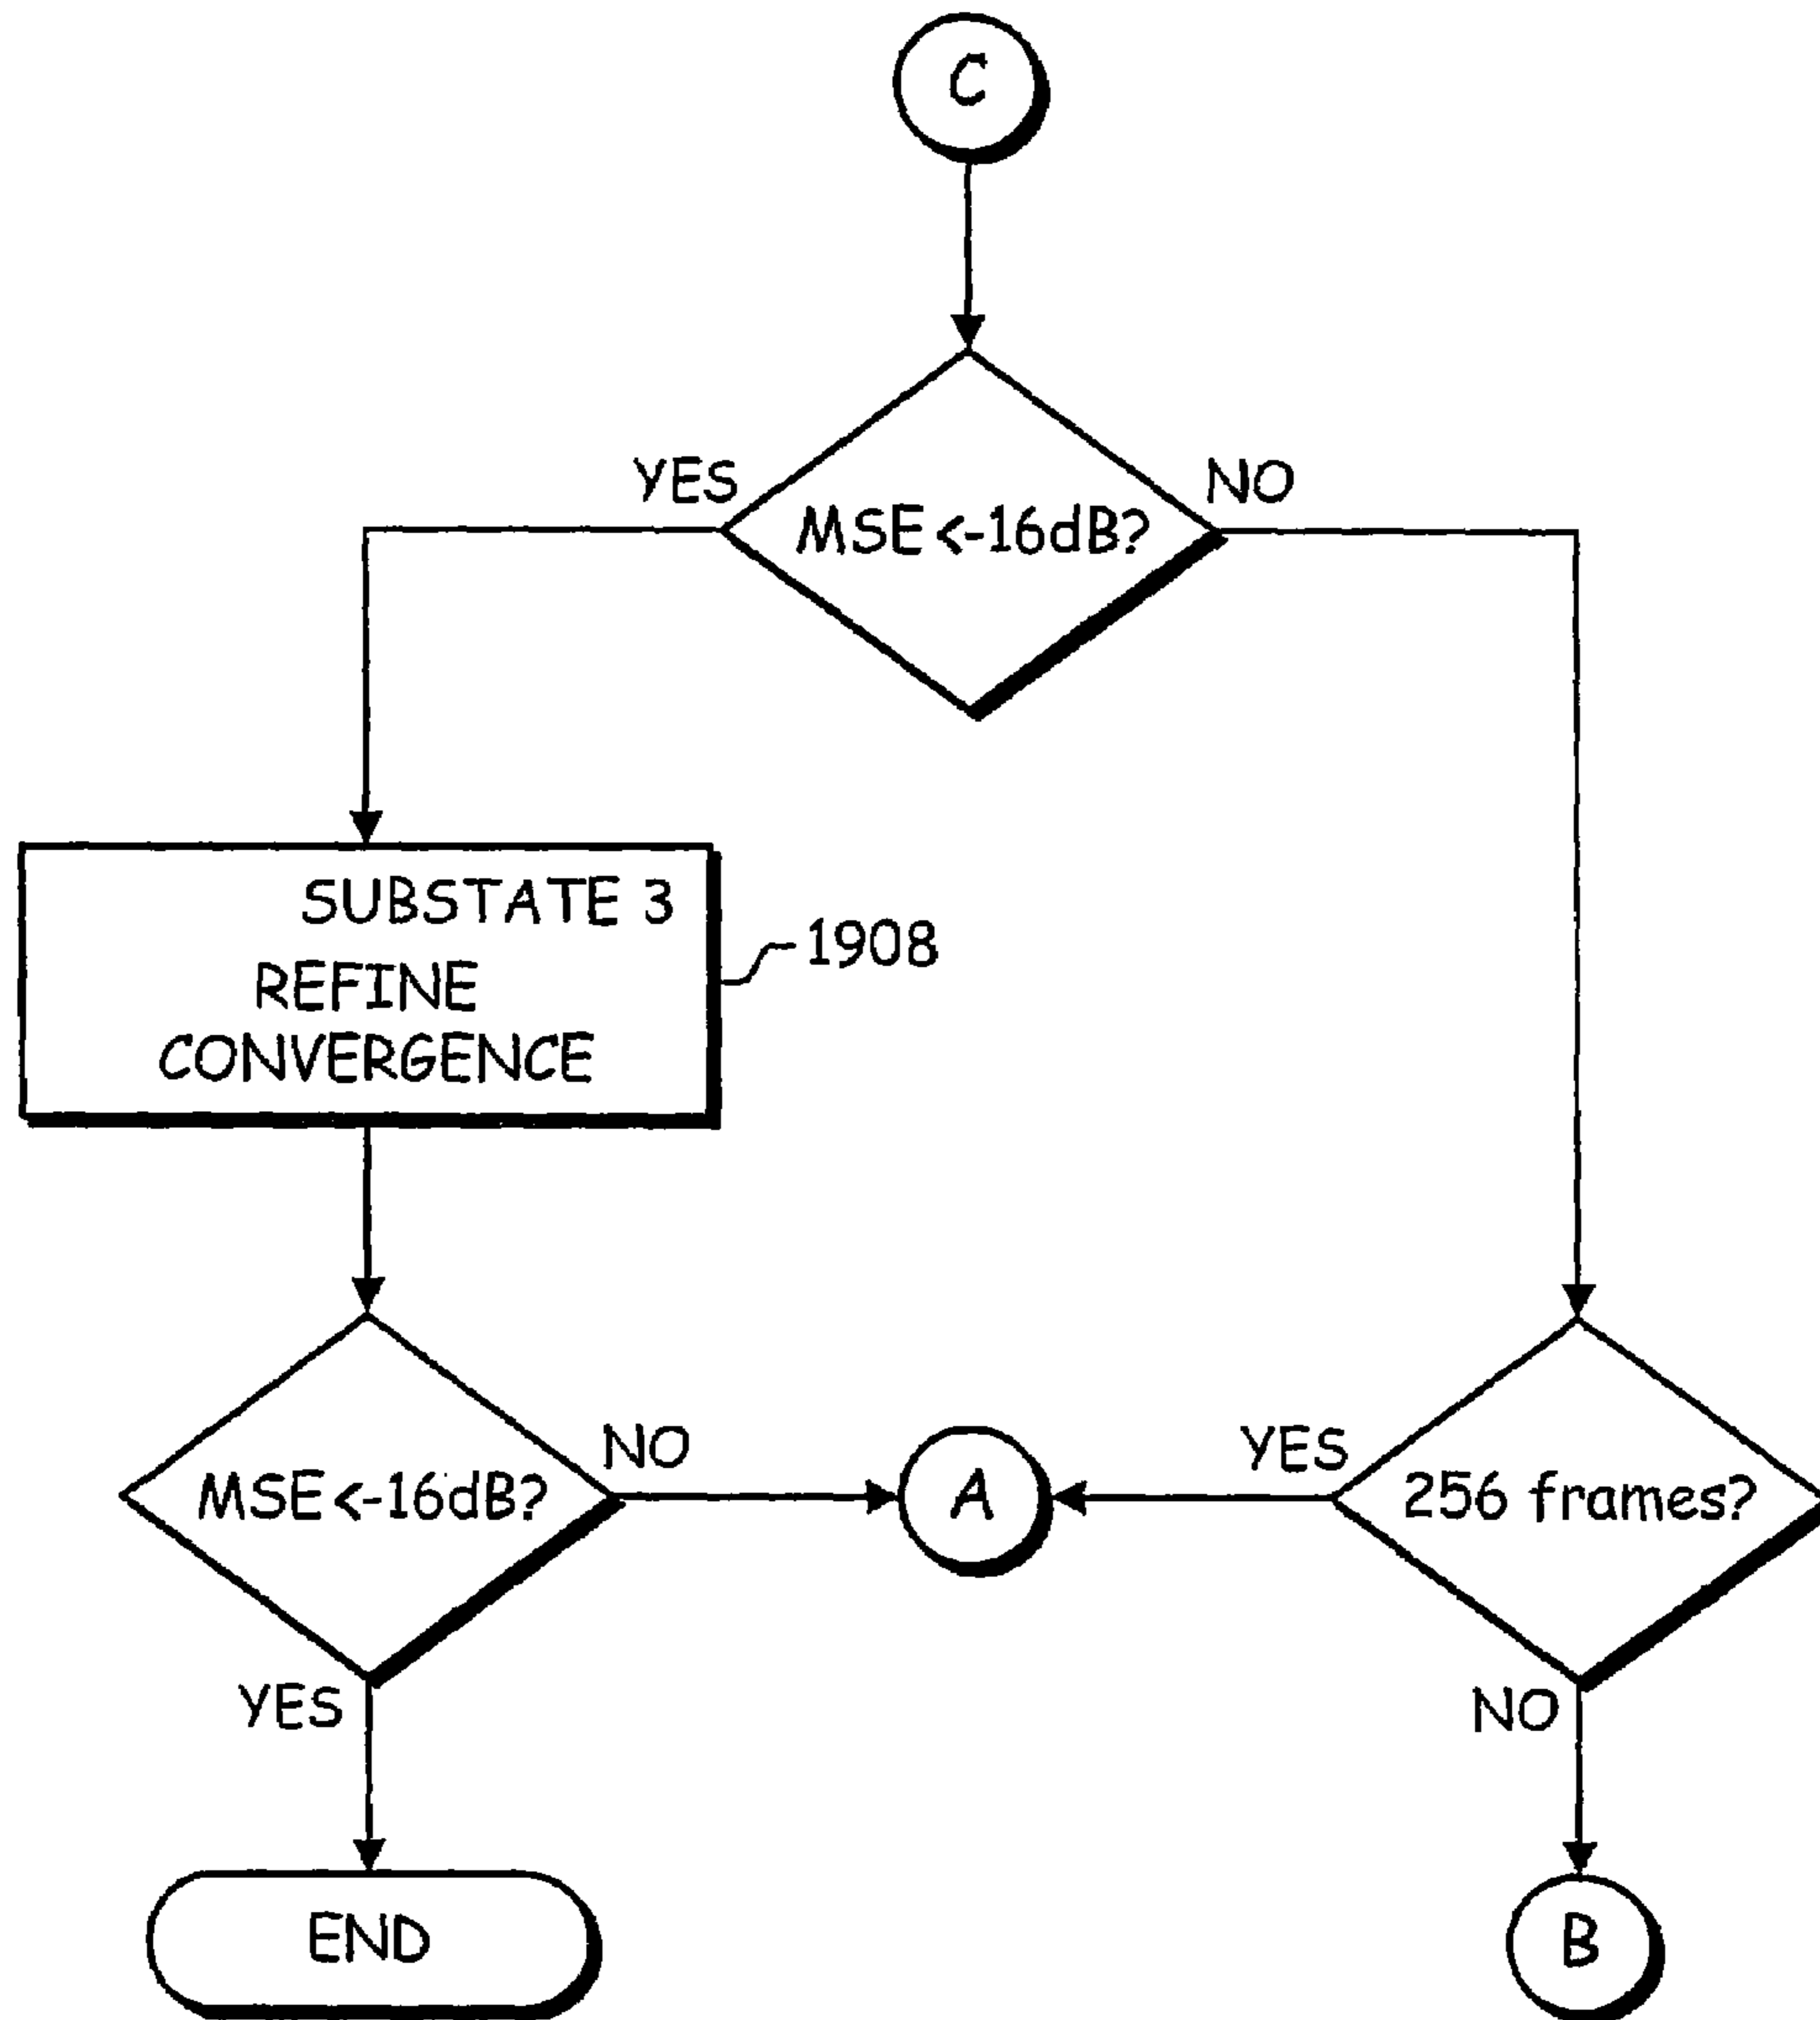 C
YES
NO
MSE<-16dB?
SUBSTATE 3
REFINE
CONVERGENCE
1908
NO
YES
MSE<-16dB?
A
256 frames?
YES
NO
END
B